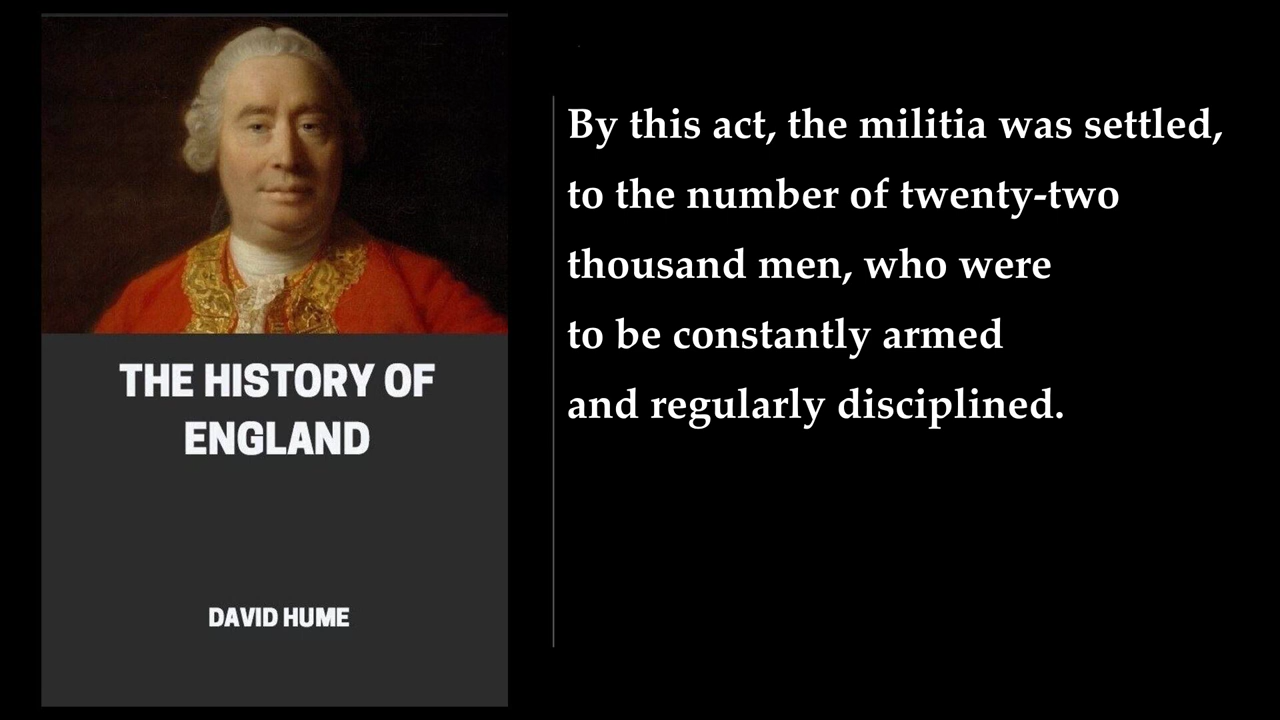 THE HISTORY OF
ENGLAND
DAVID HUME
By this act, the militia was settled,
to the number of twenty-two
thousand men, who were
to be constantly armed
and regularly disciplined.